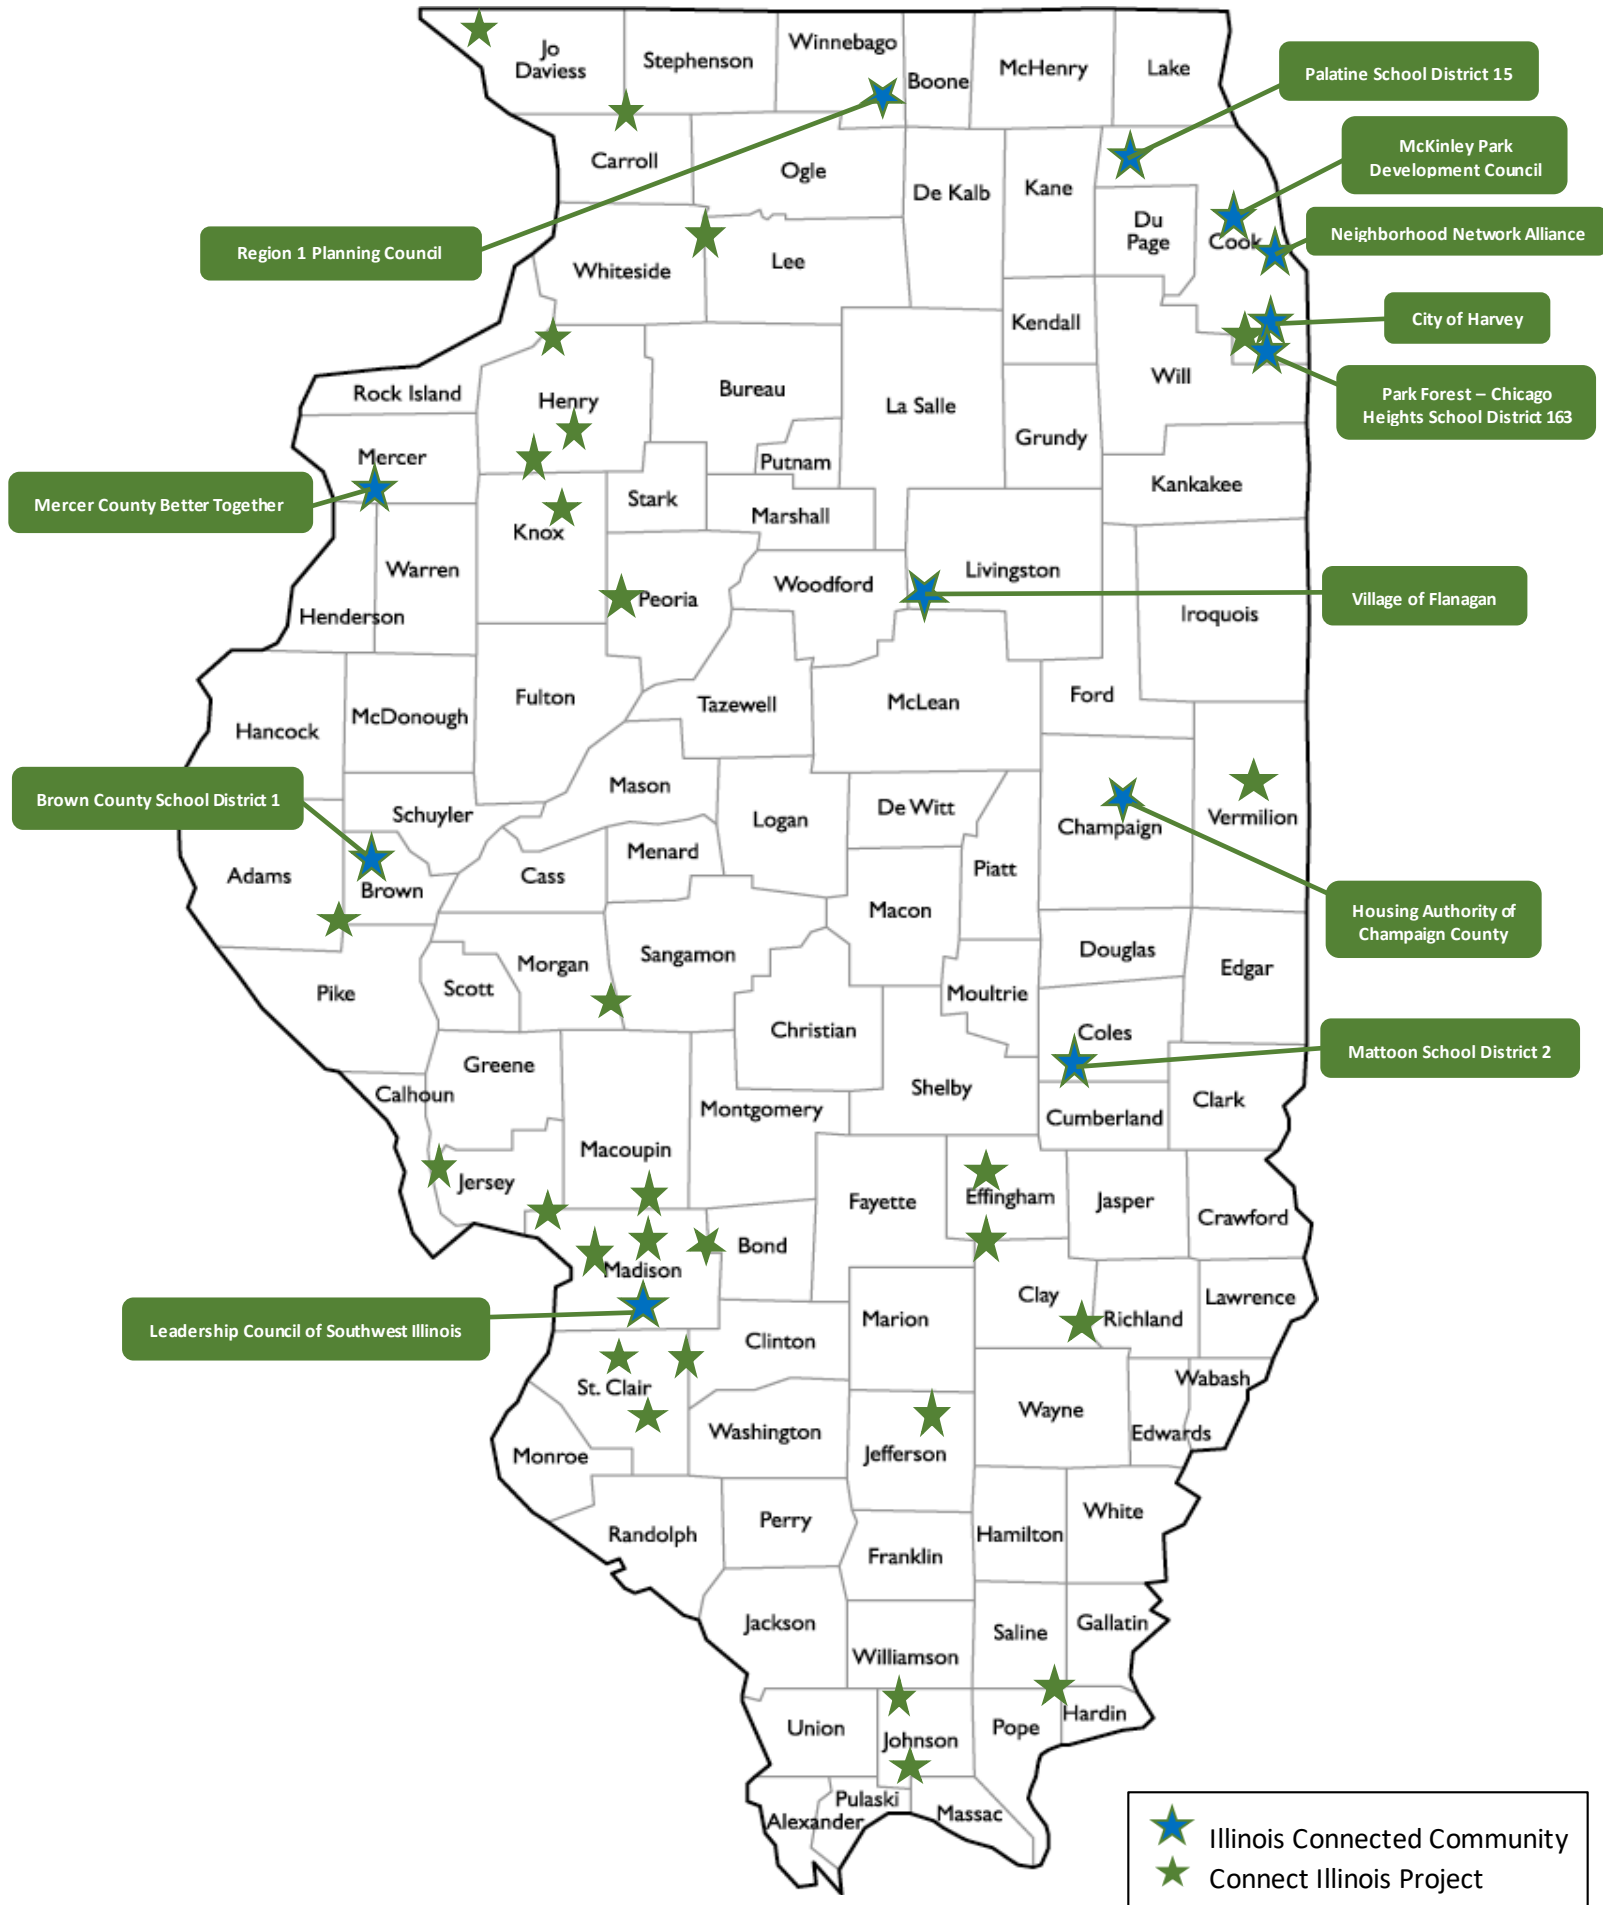 Jo
Daviess
Stephenson
Winnebago
Boone
McHenry
Lake
Palatine School District 15
McKinley Park
Development Council
Carroll
Ogle
De Kalb
Kane
Du
Page
Cook
Neighborhood Network Alliance
Region 1 Planning Council
Whiteside
Lee
Kendall
City of Harvey
Rock Island
Henry
Bureau
La Salle
Will
Park Forest – Chicago
Heights School District 163
Grundy
Mercer
Putnam
Kankakee
Mercer County Better Together
Knox
Stark
Marshall
Warren
Henderson
Peoria
Woodford
Livingston
Village of Flanagan
Iroquois
Hancock
McDonough
Fulton
Tazewell
McLean
Ford
Brown County School District 1
Schuyler
Mason
Logan
De Witt
Champaign
Vermilion
Adams
Brown
Cass
Menard
Macon
Piatt
Housing Authority of
Champaign County
Pike
Scott
Morgan
Sangamon
Christian
Moultrie
Douglas
Edgar
Coles
Mattoon School District 2
Greene
Calhoun
Montgomery
Shelby
Cumberland
Clark
Macoupin
Jersey
Fayette
Effingham
Jasper
Crawford
Madison
Bond
Clay
Richland
Lawrence
Leadership Council of Southwest Illinois
Clinton
Marion
St. Clair
Washington
Wayne
Wabash
Edwards
Monroe
Jefferson
Randolph
Perry
Franklin
Hamilton
White
Jackson
Williamson
Saline
Gallatin
Union
Johnson
Pope
Hardin
Alexander
Pulaski
Massac
Illinois Connected Community
Connect Illinois Project